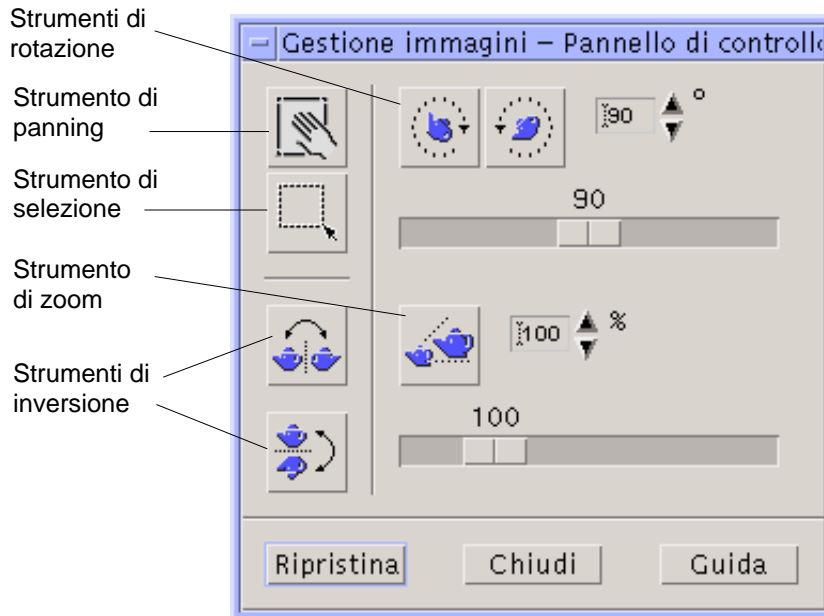 Strumenti di
rotazione
Strumento di
panning
Strumento di
selezione
Strumento
di zoom
Strumenti di
inversione
Gestione immagini – Pannello di controllo
90 °
90
100 %
100
Ripristina
Chiudi
Guida